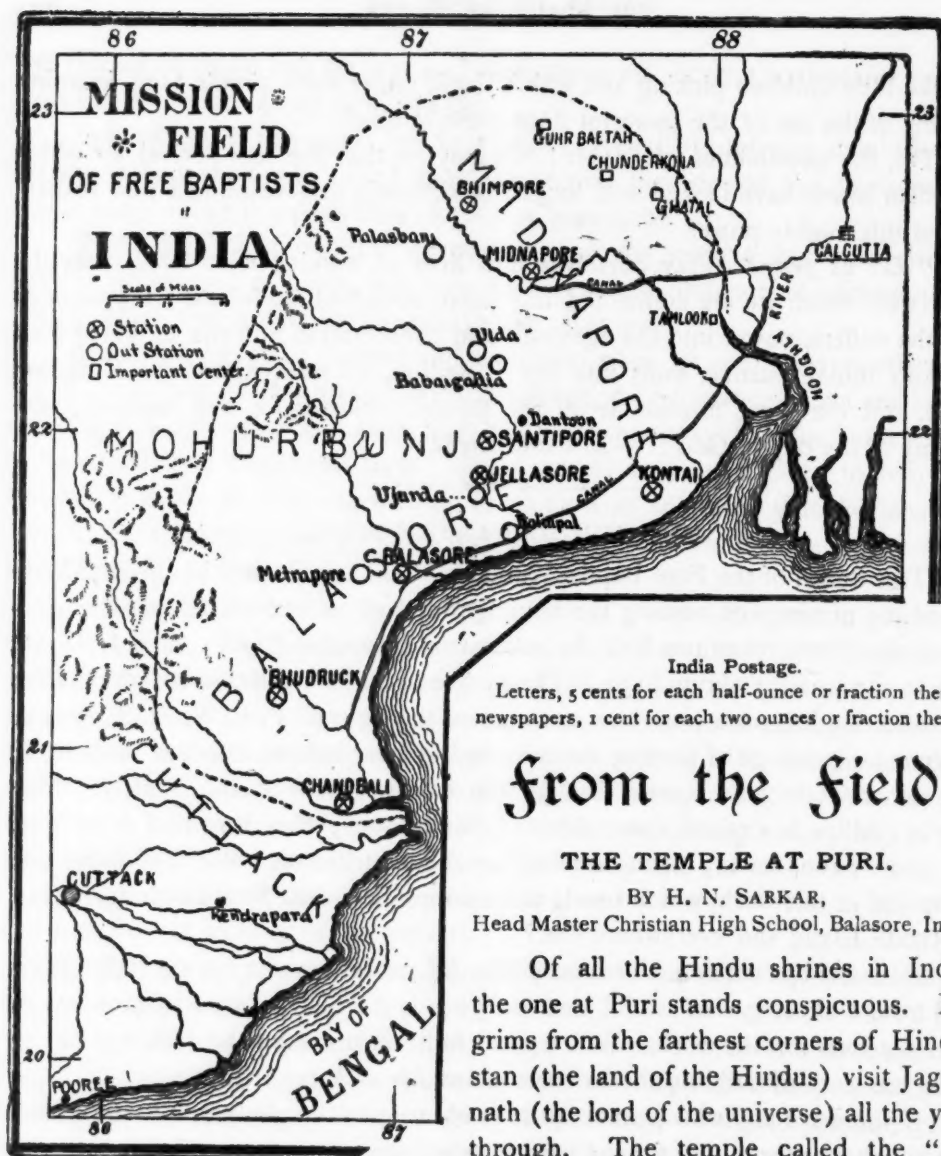 86 87 88
23 23
MISSION
FIELD
OF FREE BAPTISTS
INDIA
Scale of Miles
Station
Out Station
Important Center
GUHR BAETAH
CHUNDERKONA
GHATAL
BHIMPORE
Palasbani
MIDNAPORE
CANAL
CALCUTTA
TAMLOOKD
HOOGHLY RIVER
MIDNAPORE
Ulda
Babaigadia
Dantoon
SANTIPORE
22 22
MOHURBUNJ
JELLASORE
KONTAI
Ujurda
CANAL
BALASORE
Metrapore
BALASORE
BHUDRUCK
21
CHANDBALI
CUTTACK
CUTTACK
Kendrapara
BAY OF
BENGAL
20
POOREE
86 87
India Postage.
Letters, 5 cents for each half-ounce or fraction the
newspapers, 1 cent for each two ounces or fraction the
From the Field
THE TEMPLE AT PURI.
BY H. N. SARKAR,
Head Master Christian High School, Balasore, In
Of all the Hindu shrines in Ind
the one at Puri stands conspicuous.
grims from the farthest corners of Hind
stan (the land of the Hindus) visit Jag
nath (the lord of the universe) all the y
through. The temple called the "